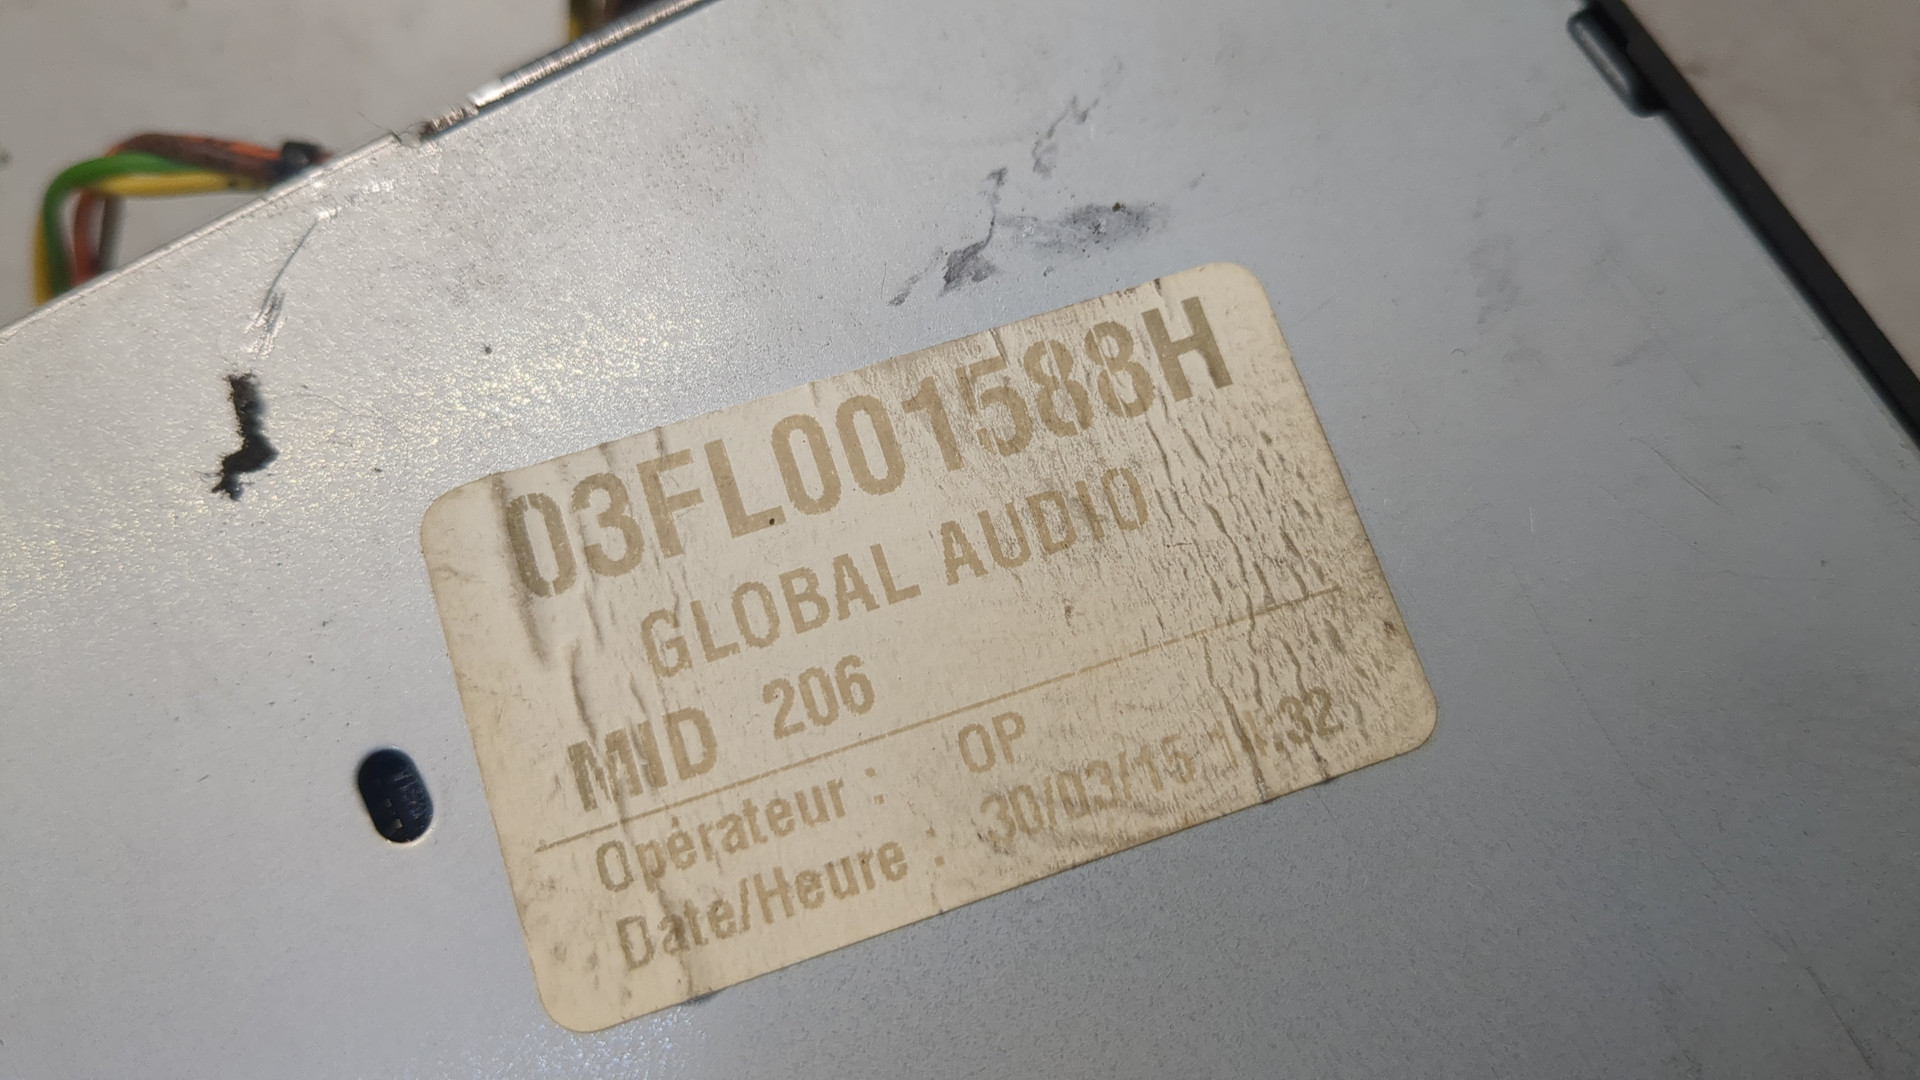 03FL001588H
GLOBAL AUDIO
MID 206
Opérateur : OP
Date/Heure : 30/03/15